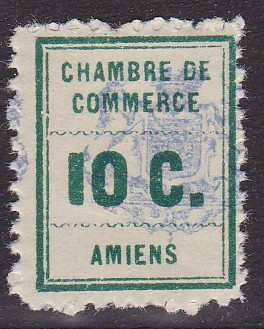 CHAMBRE DE
COMMERCE
10 C.
AMIENS